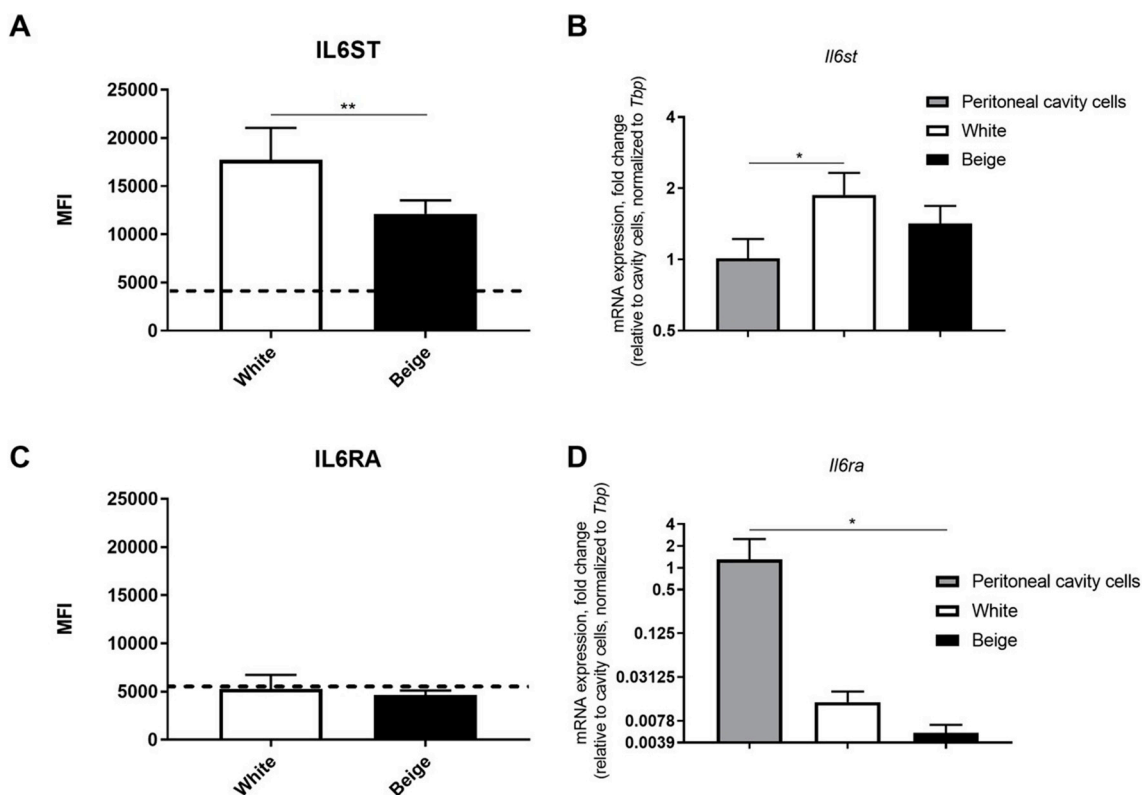 A
IL6ST
25000
20000
15000
10000
5000
0
MFI
**
White
Beige
B
Il6st
mRNA expression, fold change
(relative to cavity cells, normalized to Tbp)
4
2
1
0.5
*
Peritoneal cavity cells
White
Beige
C
IL6RA
25000
20000
15000
10000
5000
0
MFI
White
Beige
D
Il6ra
mRNA expression, fold change
(relative to cavity cells, normalized to Tbp)
4
2
1
0.5
0.125
0.03125
0.0078
0.0039
*
Peritoneal cavity cells
White
Beige